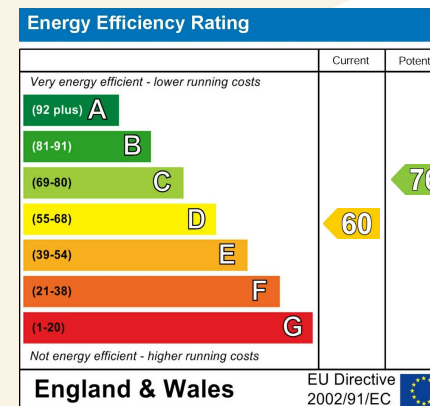 Energy Efficiency Rating
Current Potent
Very energy efficient - lower running costs
(92 plus) A
(81-91) B
(69-80) C
76
(55-68) D
60
(39-54) E
(21-38) F
(1-20) G
Not energy efficient - higher running costs
England & Wales
EU Directive
2002/91/EC